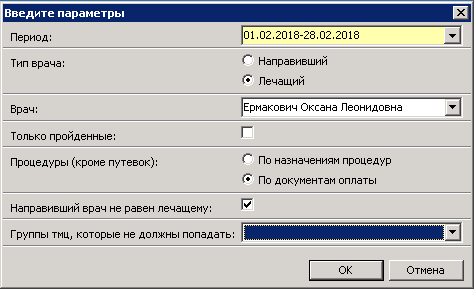 Введите параметры
Период: 01.02.2018-28.02.2018
Тип врача: Направивший
Лечащий
Врач: Ермакович Оксана Леонидовна
Только пройденные:
Процедуры (кроме путевок): По назначениям процедур
По документам оплаты
Направивший врач не равен лечащему:
Группы тмц, которые не должны попадать:
OK Отмена